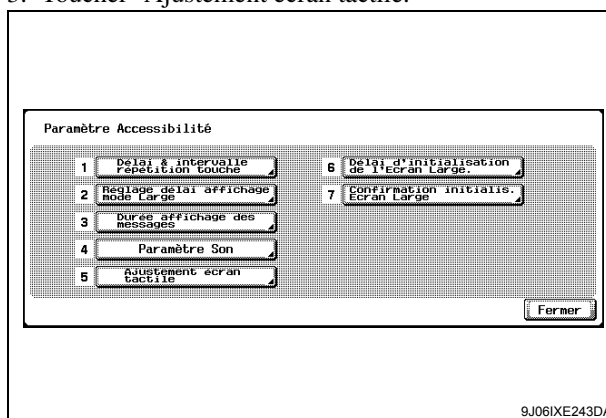 3. Toucher "Ajustement écran tactile."
Paramètre Accessibilité
1 Délai & intervalle
répétition touche
2 Réglage délai affichage
mode Large
3 Durée affichage des
messages
4 Paramètre Son
5 Ajustement écran
tactile
6 Délai d'initialisation
de l'Ecran Large.
7 Confirmation initialis.
Ecran Large
Fermer
9J06IXE243DA